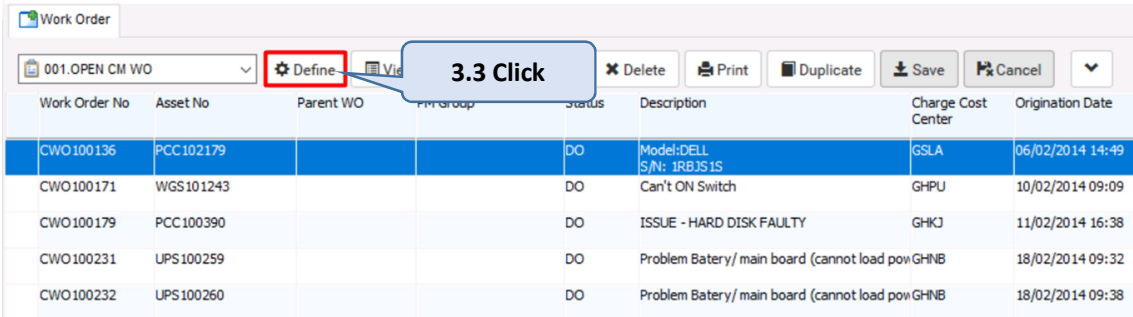 Work Order
001.OPEN CM WO Define 3.3 Click Delete Print Duplicate Save Cancel
Work Order No Asset No Parent WO Status Description Charge Cost Center Origination Date
CWO100136 PCC102179 DO Model:DELL S/N: 1RBJS1S GSLA 06/02/2014 14:49
CWO100171 WGS101243 DO Can't ON Switch GHPU 10/02/2014 09:09
CWO100179 PCC100390 DO ISSUE - HARD DISK FAULTY GHKJ 11/02/2014 16:38
CWO100231 UPS100259 DO Problem Batery/ main board (cannot load pow GHNB 18/02/2014 09:32
CWO100232 UPS100260 DO Problem Batery/ main board (cannot load pow GHNB 18/02/2014 09:38